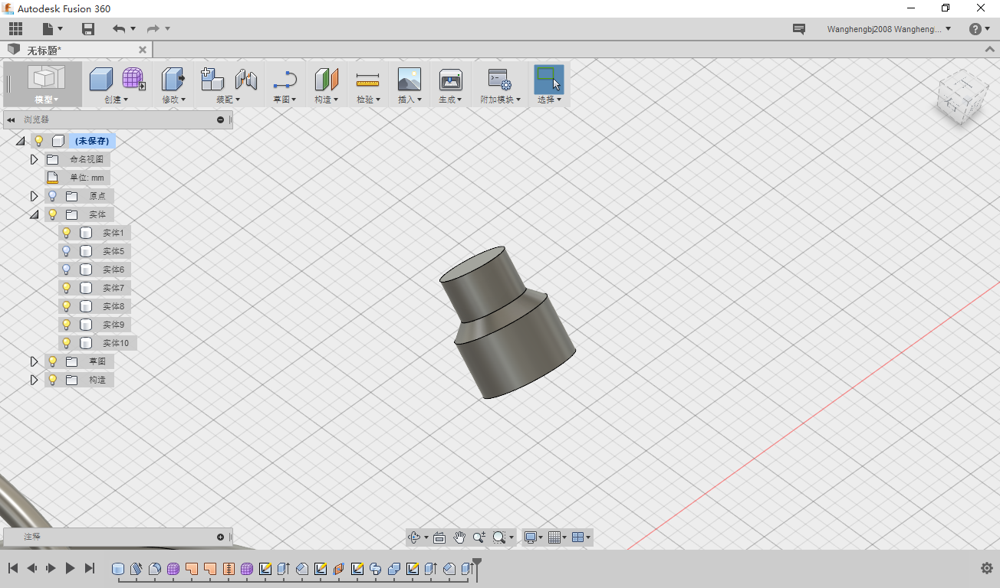 Autodesk Fusion 360
Wanghengbj2008 Wangheng...
无标题*
模型 创建 修改 装配 草图 构造 检验 插入 生成 附加模块 选择
浏览器
(未保存)
命名视图
单位: mm
原点
实体
实体1
实体5
实体6
实体7
实体8
实体9
实体10
草图
构造
注释